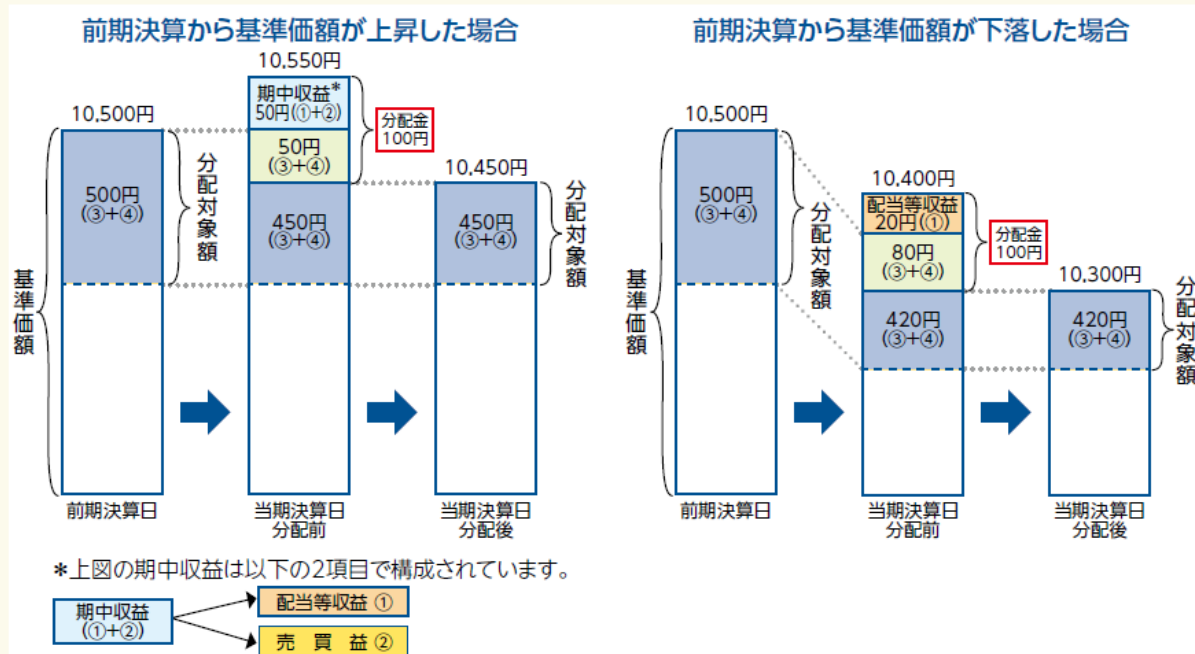 前期決算から基準価額が上昇した場合
10,500円
500円
(③+④)
分配対象額
基準価額
前期決算日
10,550円
期中収益*
50円(①+②)
50円
(③+④)
450円
(③+④)
分配金
100円
当期決算日
分配前
10,450円
450円
(③+④)
分配対象額
当期決算日
分配後
*上図の期中収益は以下の2項目で構成されています。
期中収益
(①+②)
配当等収益 ①
売 買 益 ②
前期決算から基準価額が下落した場合
10,500円
500円
(③+④)
分配対象額
基準価額
前期決算日
10,400円
配当等収益
20円(①)
80円
(③+④)
420円
(③+④)
分配金
100円
当期決算日
分配前
10,300円
420円
(③+④)
分配対象額
当期決算日
分配後